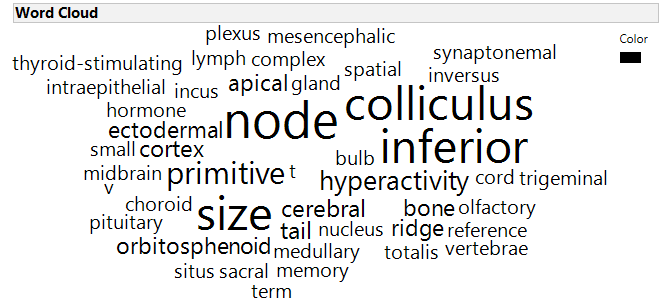 Word Cloud
Color
plexus mesencephalic
synaptonemal
thyroid-stimulating lymph complex
spatial inversus
intraepithelial incus apical gland
colliculus
hormone
node
ectodermal
inferior
small cortex
bulb
midbrain primitive t
hyperactivity cord trigeminal
v
choroid size cerebral bone olfactory
pituitary
tail nucleus ridge reference
orbitosphenoid medullary totalis vertebrae
situs sacral memory
term